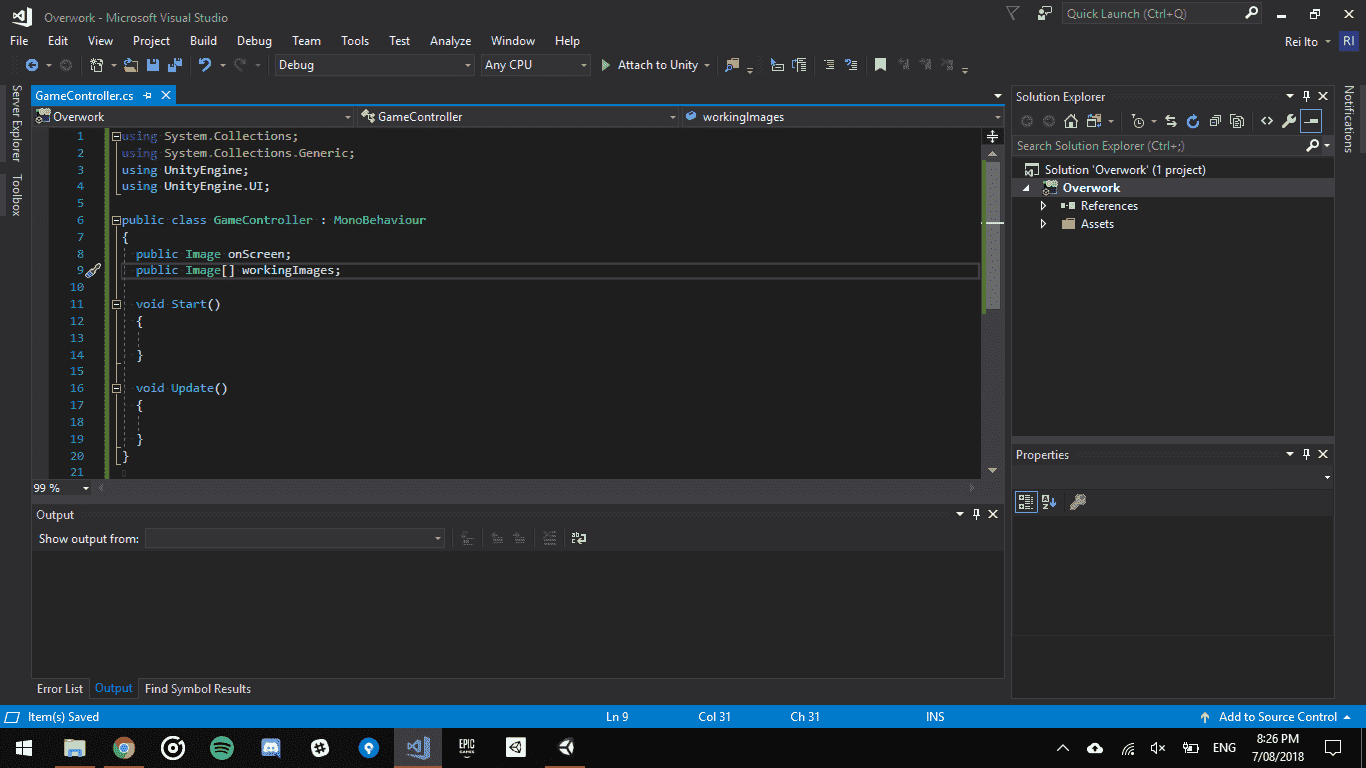 Overwork - Microsoft Visual Studio
Quick Launch (Ctrl+Q)
File Edit View Project Build Debug Team Tools Test Analyze Window Help
Rei Ito RI
Debug Any CPU Attach to Unity
Server Explorer
Toolbox
GameController.cs
Overwork GameController workingImages
1 using System.Collections;
2 using System.Collections.Generic;
3 using UnityEngine;
4 using UnityEngine.UI;
5
6 public class GameController : MonoBehaviour
7 {
8 public Image onScreen;
9 public Image[] workingImages;
10
11 void Start()
12 {
13
14 }
15
16 void Update()
17 {
18
19 }
20 }
21
99 %
Output
Show output from:
Error List Output Find Symbol Results
Solution Explorer
Search Solution Explorer (Ctrl+;)
Solution 'Overwork' (1 project)
Overwork
References
Assets
Properties
Notifications
Item(s) Saved Ln 9 Col 31 Ch 31 INS Add to Source Control
EPIC
GAMES
ENG
8:26 PM
7/08/2018